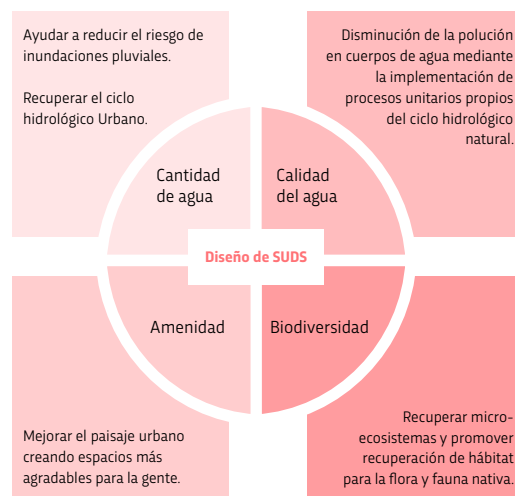 Ayudar a reducir el riesgo de
inundaciones pluviales.
Recuperar el ciclo
hidrológico Urbano.
Disminución de la polución
en cuerpos de agua mediante
la implementación de
procesos unitarios propios
del ciclo hidrológico
natural.
Cantidad
de agua
Calidad
del agua
Diseño de SUDS
Amenidad
Biodiversidad
Mejorar el paisaje urbano
creando espacios más
agradables para la gente.
Recuperar micro-
ecosistemas y promover
recuperación de hábitat
para la flora y fauna nativa.